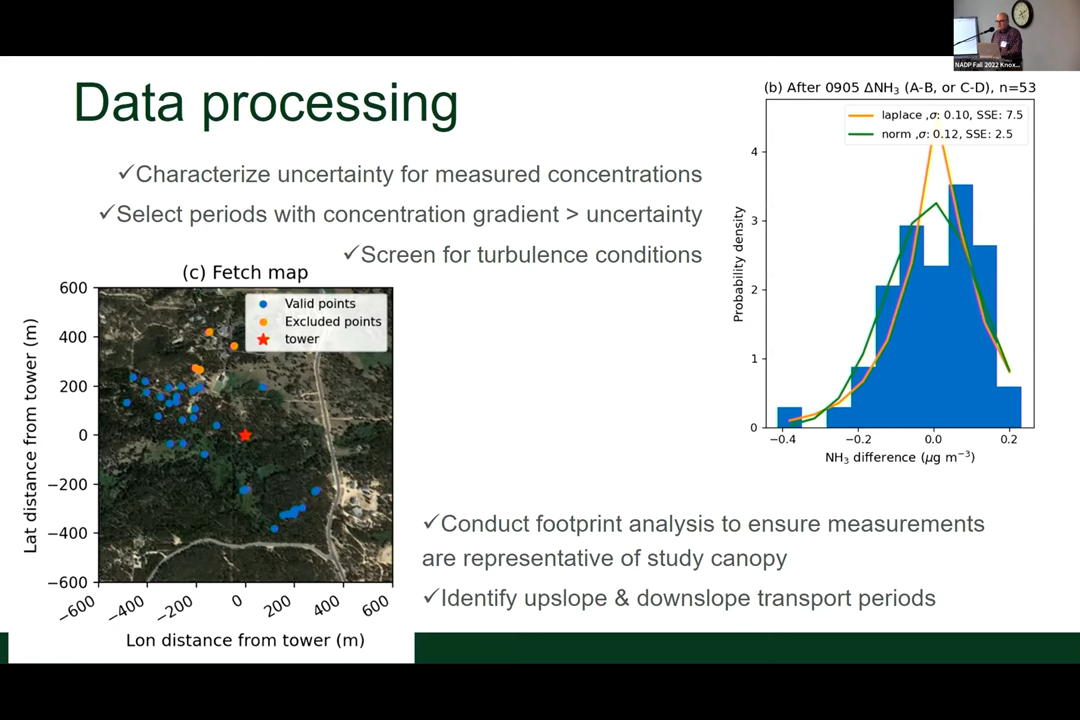 NADP Fall 2022 Knox...
Data processing
✓Characterize uncertainty for measured concentrations
✓Select periods with concentration gradient > uncertainty
✓Screen for turbulence conditions
(b) After 0905 ΔNH₃ (A-B, or C-D), n=53
laplace ,σ: 0.10, SSE: 7.5
norm ,σ: 0.12, SSE: 2.5
4
3
2
1
0
Probability density
−0.4 −0.2 0.0 0.2
NH₃ difference (μg m⁻³)
(c) Fetch map
Valid points
Excluded points
tower
600
400
200
0
−200
−400
−600
Lat distance from tower (m)
−600 −400 −200 0 200 400 600
Lon distance from tower (m)
✓Conduct footprint analysis to ensure measurements
are representative of study canopy
✓Identify upslope & downslope transport periods